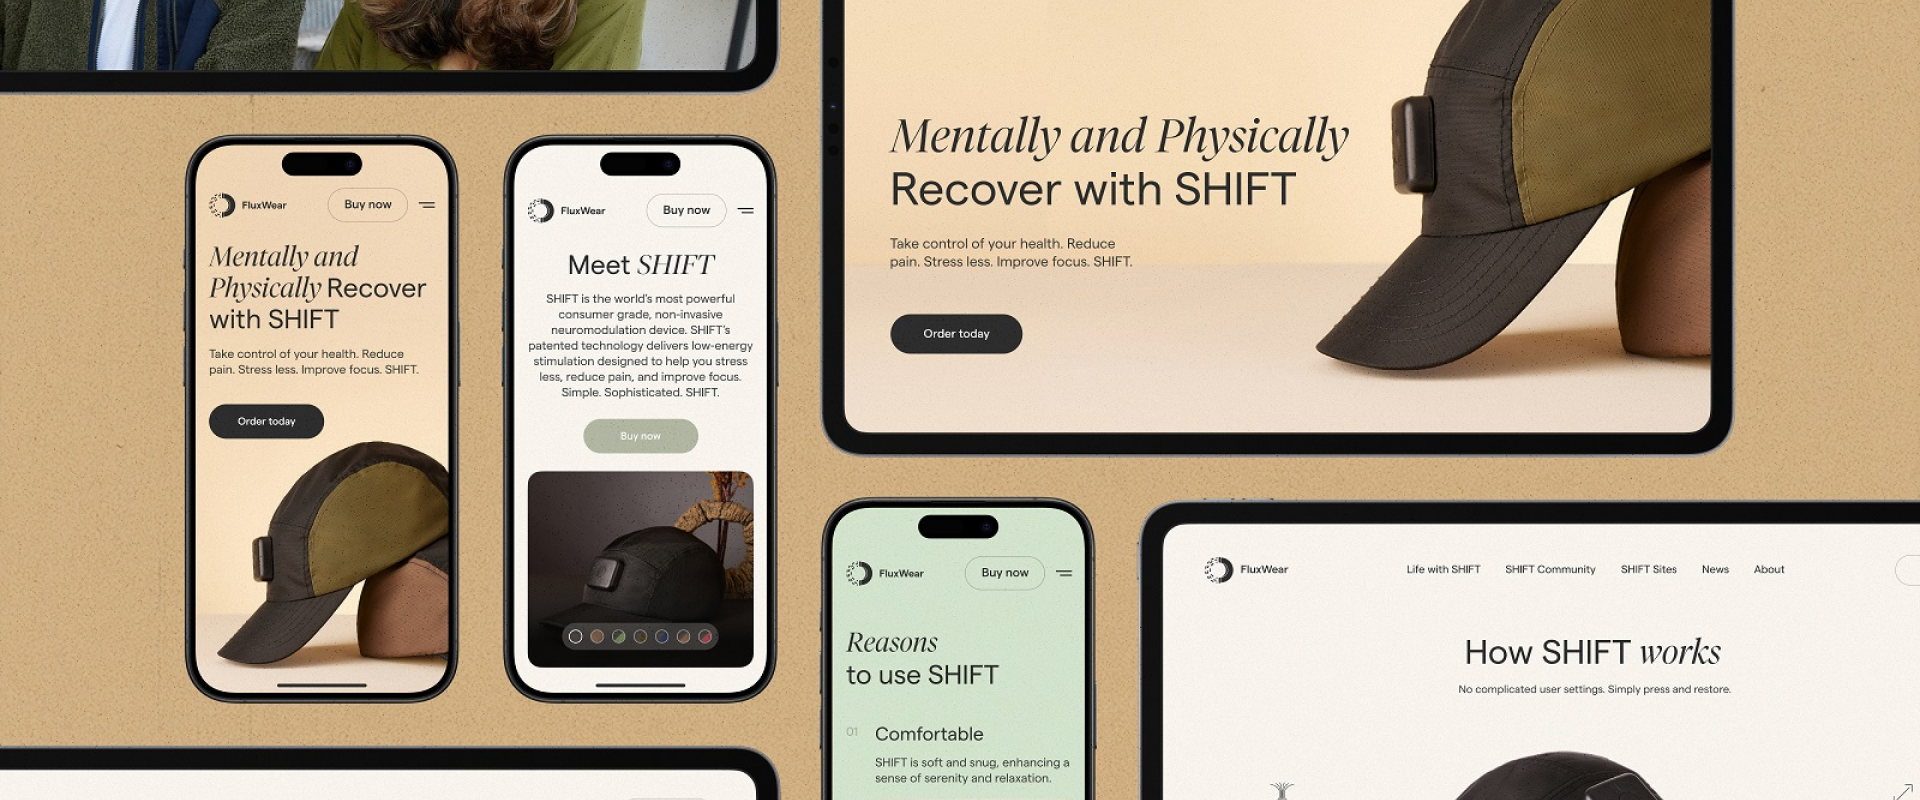 FluxWear
Buy now
Mentally and
Physically Recover
with SHIFT
Take control of your health. Reduce
pain. Stress less. Improve focus. SHIFT.
Order today
FluxWear
Buy now
Meet SHIFT
SHIFT is the world's most powerful
consumer grade, non-invasive
neuromodulation device. SHIFT's
patented technology delivers low-energy
stimulation designed to help you stress
less, reduce pain, and improve focus.
Simple. Sophisticated. SHIFT.
Buy now
Mentally and Physically
Recover with SHIFT
Take control of your health. Reduce
pain. Stress less. Improve focus. SHIFT.
Order today
FluxWear
Buy now
Reasons
to use SHIFT
01 Comfortable
SHIFT is soft and snug, enhancing a
sense of serenity and relaxation.
FluxWear
Life with SHIFT SHIFT Community SHIFT Sites News About
How SHIFT works
No complicated user settings. Simply press and restore.